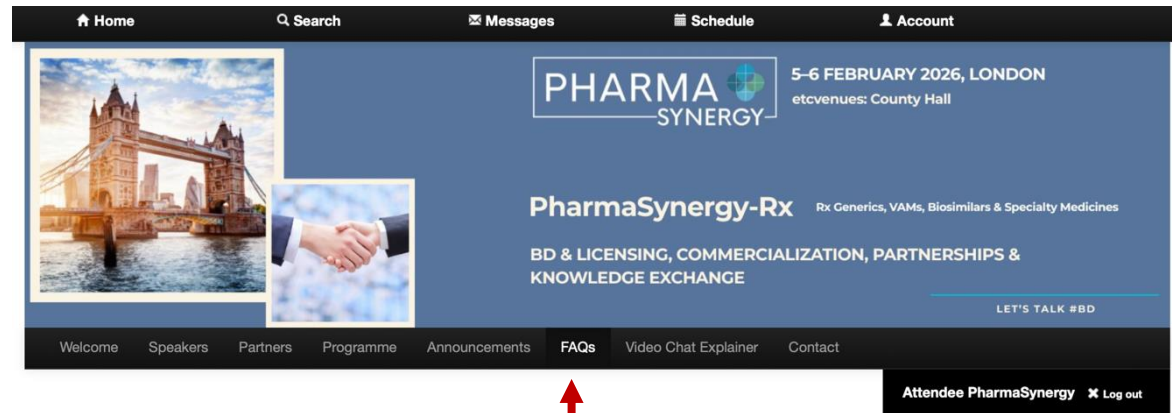 Home Search Messages Schedule Account
PHARMA
SYNERGY
5–6 FEBRUARY 2026, LONDON
etcvenues: County Hall
PharmaSynergy-Rx Rx Generics, VAMs, Biosimilars & Specialty Medicines
BD & LICENSING, COMMERCIALIZATION, PARTNERSHIPS &
KNOWLEDGE EXCHANGE
LET'S TALK #BD
Welcome Speakers Partners Programme Announcements FAQs Video Chat Explainer Contact
Attendee PharmaSynergy ✖ Log out